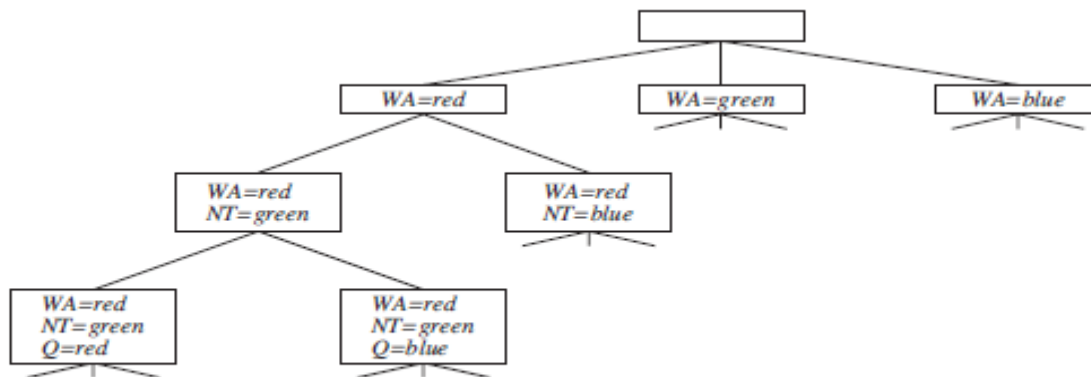 WA=red
WA=green
WA=blue
WA=red
NT=green
WA=red
NT=blue
WA=red
NT=green
Q=red
WA=red
NT=green
Q=blue